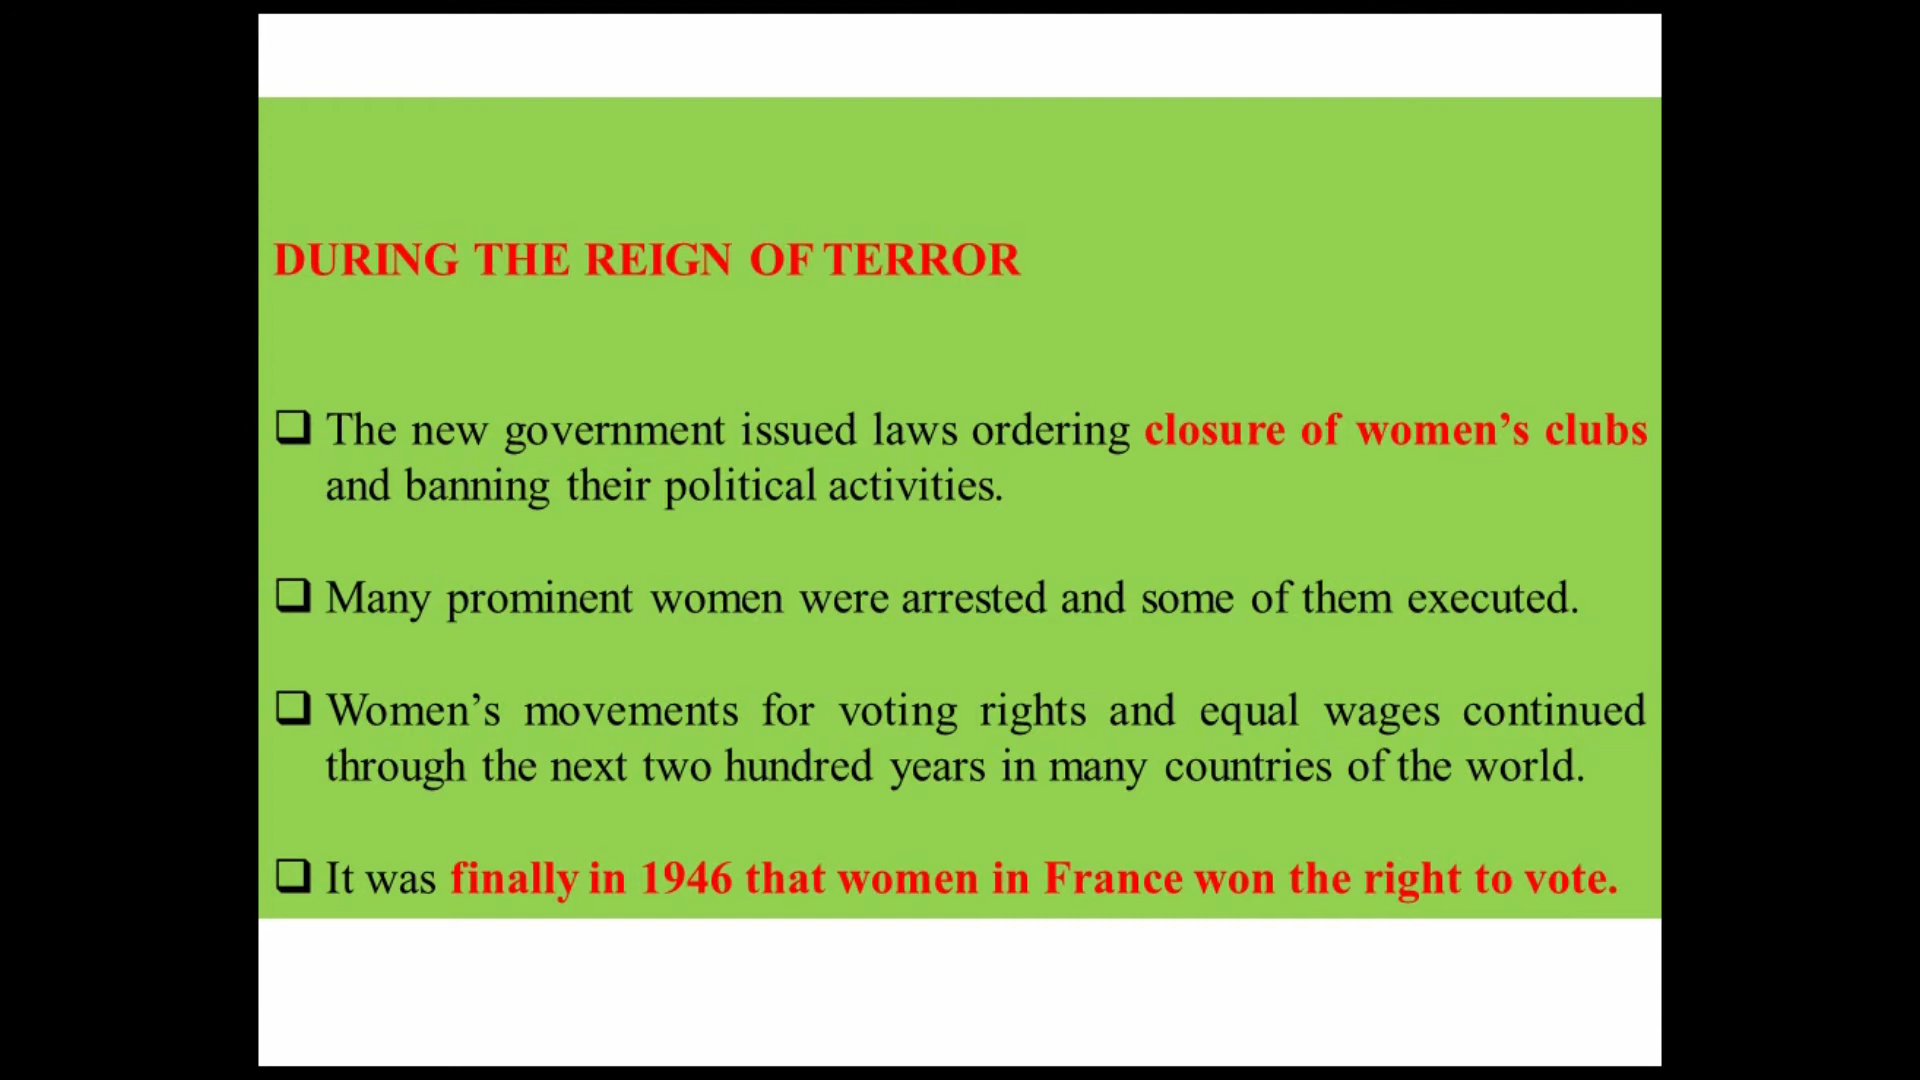 DURING THE REIGN OF TERROR
❑ The new government issued laws ordering closure of women’s clubs
and banning their political activities.
❑ Many prominent women were arrested and some of them executed.
❑ Women’s movements for voting rights and equal wages continued
through the next two hundred years in many countries of the world.
❑ It was finally in 1946 that women in France won the right to vote.